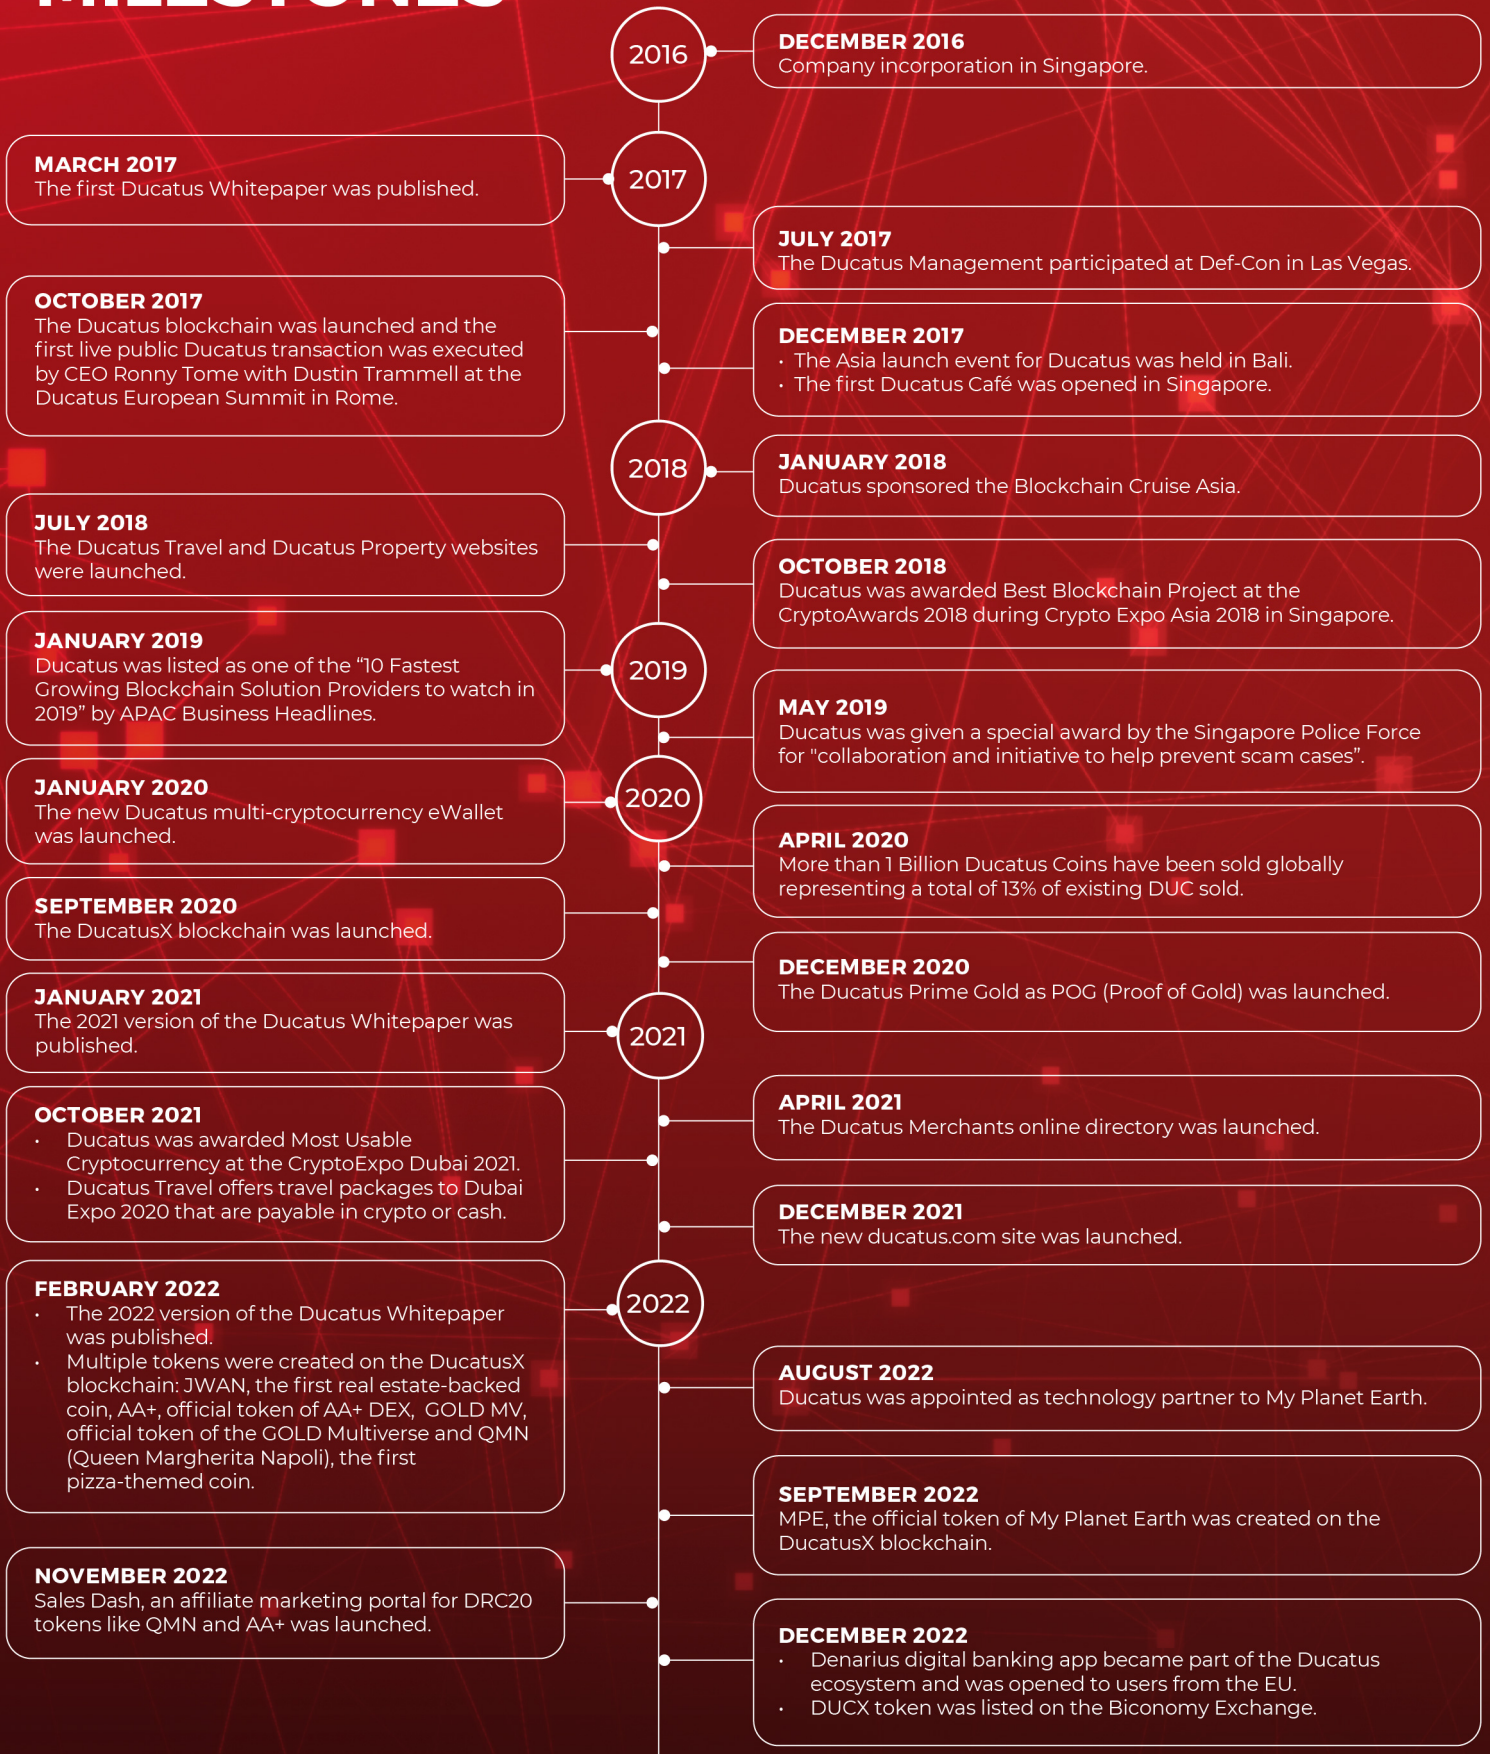 MILESTONES
2016
DECEMBER 2016
Company incorporation in Singapore.
MARCH 2017
The first Ducatus Whitepaper was published.
2017
JULY 2017
The Ducatus Management participated at Def-Con in Las Vegas.
OCTOBER 2017
The Ducatus blockchain was launched and the
first live public Ducatus transaction was executed
by CEO Ronny Tome with Dustin Trammell at the
Ducatus European Summit in Rome.
DECEMBER 2017
• The Asia launch event for Ducatus was held in Bali.
• The first Ducatus Café was opened in Singapore.
2018
JANUARY 2018
Ducatus sponsored the Blockchain Cruise Asia.
JULY 2018
The Ducatus Travel and Ducatus Property websites
were launched.
OCTOBER 2018
Ducatus was awarded Best Blockchain Project at the
CryptoAwards 2018 during Crypto Expo Asia 2018 in Singapore.
JANUARY 2019
Ducatus was listed as one of the “10 Fastest
Growing Blockchain Solution Providers to watch in
2019” by APAC Business Headlines.
2019
MAY 2019
Ducatus was given a special award by the Singapore Police Force
for "collaboration and initiative to help prevent scam cases”.
JANUARY 2020
The new Ducatus multi-cryptocurrency eWallet
was launched.
2020
APRIL 2020
More than 1 Billion Ducatus Coins have been sold globally
representing a total of 13% of existing DUC sold.
SEPTEMBER 2020
The DucatusX blockchain was launched.
DECEMBER 2020
The Ducatus Prime Gold as POG (Proof of Gold) was launched.
JANUARY 2021
The 2021 version of the Ducatus Whitepaper was
published.
2021
APRIL 2021
The Ducatus Merchants online directory was launched.
OCTOBER 2021
• Ducatus was awarded Most Usable
Cryptocurrency at the CryptoExpo Dubai 2021.
• Ducatus Travel offers travel packages to Dubai
Expo 2020 that are payable in crypto or cash.
DECEMBER 2021
The new ducatus.com site was launched.
FEBRUARY 2022
• The 2022 version of the Ducatus Whitepaper
was published.
• Multiple tokens were created on the DucatusX
blockchain: JWAN, the first real estate-backed
coin, AA+, official token of AA+ DEX, GOLD MV,
official token of the GOLD Multiverse and QMN
(Queen Margherita Napoli), the first
pizza-themed coin.
2022
AUGUST 2022
Ducatus was appointed as technology partner to My Planet Earth.
SEPTEMBER 2022
MPE, the official token of My Planet Earth was created on the
DucatusX blockchain.
NOVEMBER 2022
Sales Dash, an affiliate marketing portal for DRC20
tokens like QMN and AA+ was launched.
DECEMBER 2022
• Denarius digital banking app became part of the Ducatus
ecosystem and was opened to users from the EU.
• DUCX token was listed on the Biconomy Exchange.